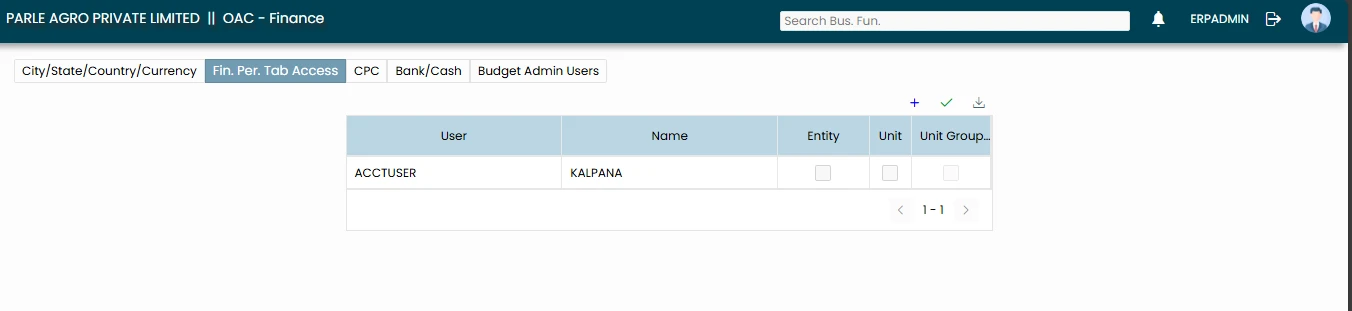 PARLE AGRO PRIVATE LIMITED || OAC - Finance
Search Bus. Fun.
ERPADMIN
City/State/Country/Currency
Fin. Per. Tab Access
CPC
Bank/Cash
Budget Admin Users
User
Name
Entity
Unit
Unit Group...
ACCTUSER
KALPANA
1 - 1